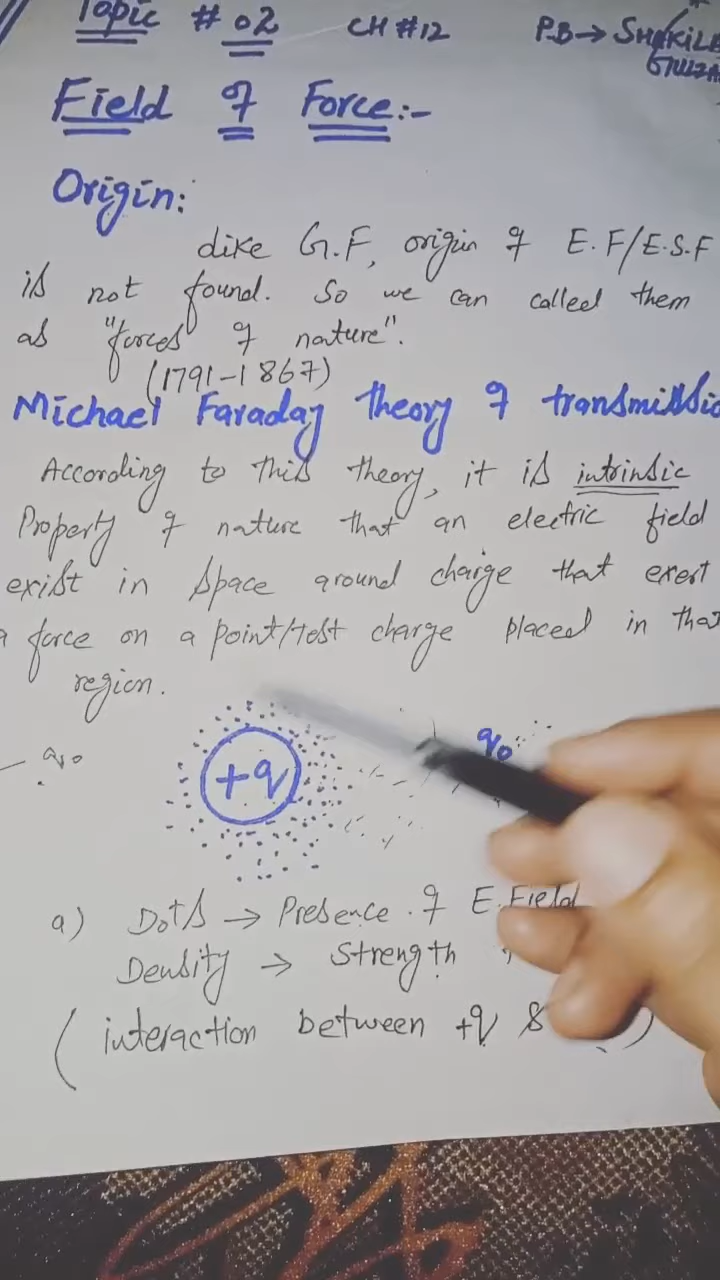 Topic # 02 CH #12 P.B→ SHAKILA
Field of Force:-
Origin:
Like G.F, origin of E.F/E.S.F
is not found. So we can called them
as "forces of nature".
(1791-1867)
Michael Faraday theory of transmissio
According to this theory, it is intrinsic
Property of nature that an electric field
exist in space around charge that exert
a force on a point/test charge placed in that
region.
q₀ +q q₀
a) Dots → Presence of E.Field
Density → Strength
(interaction between +q &